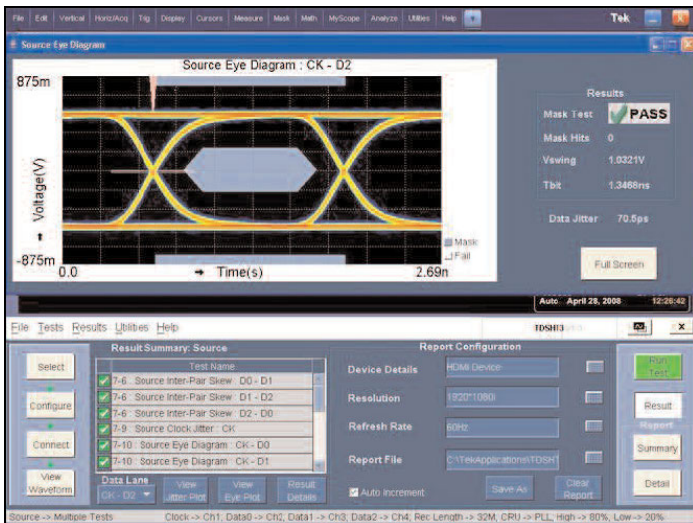 File Edit Vertical Horiz/Acq Trig Display Cursors Measure Mask Math MyScope Analyze Utilities Help Tek
Source Eye Diagram
Source Eye Diagram : CK - D2
875m
Voltage(V)
-875m
0.0
Time(s)
2.69n
Mask
Fail
Results
Mask Test PASS
Mask Hits 0
Vswing 1.0321V
Tbit 1.3468ns
Data Jitter 70.5ps
Full Screen
Auto April 28, 2008 12:26:42
File Tests Results Utilities Help
X
Result Summary: Source
Report Configuration
Select
Configure
Connect
View Waveform
Test Name
7-6 : Source Inter-Pair Skew : D0 - D1
7-6 : Source Inter-Pair Skew : D1 - D2
7-6 : Source Inter-Pair Skew : D2 - D0
7-9 : Source Clock Jitter : CK
7-10 : Source Eye Diagram : CK - D0
7-10 : Source Eye Diagram : CK - D1
Data Lane
CK - D2
View Jitter Plot
View Eye Plot
Result Details
Device Details HDMI Device
Resolution 1920*1080i
Refresh Rate 60Hz
Report File C:\TekApplications\TDSHT
Auto Increment
Save As
Clear Report
Run Test
Result
Report
Summary
Detail
Source -> Multiple Tests Clock -> Ch1, Data0 -> Ch2, Data1 -> Ch3, Data2 -> Ch4, Rec Length -> 32M, CRU -> PLL, High -> 80%, Low -> 20%